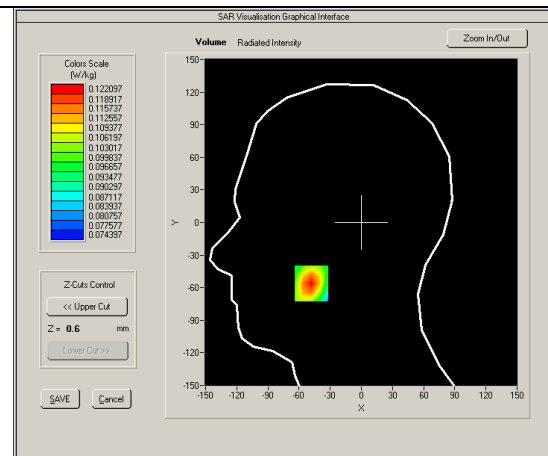 SAR Visualisation Graphical Interface
Volume Radiated Intensity
Zoom In/Out
Colors Scale
(W/kg)
0.122097
0.118917
0.115737
0.112557
0.109377
0.106197
0.103017
0.099837
0.096657
0.093477
0.090297
0.087117
0.083937
0.080757
0.077577
0.074397
Z-Cuts Control
<< Upper Cut
Z = 0.6 mm
Lower Cut >>
SAVE Cancel
150
120
90
60
30
0
-30
-60
-90
-120
-150
Y
-150 -120 -90 -60 -30 0 30 60 90 120 150
X